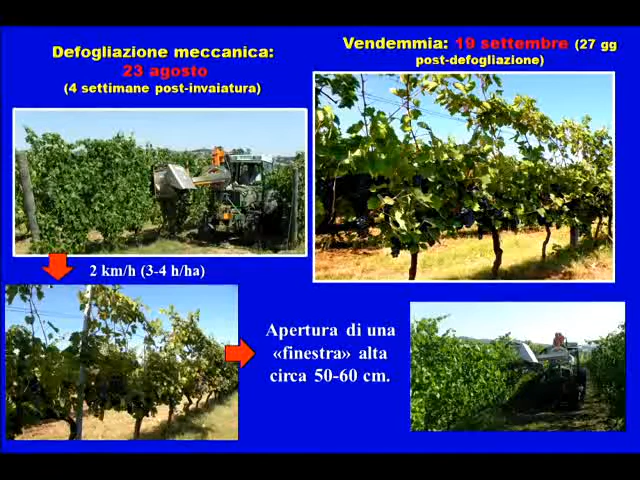 Defogliazione meccanica:
23 agosto
(4 settimane post-invaiatura)
Vendemmia: 19 settembre (27 gg
post-defogliazione)
2 km/h (3-4 h/ha)
Apertura di una
«finestra» alta
circa 50-60 cm.